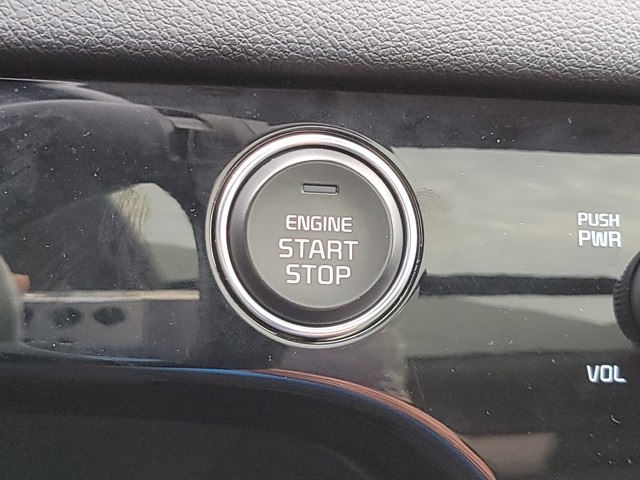 ENGINE
START
STOP
PUSH
PWR
VOL